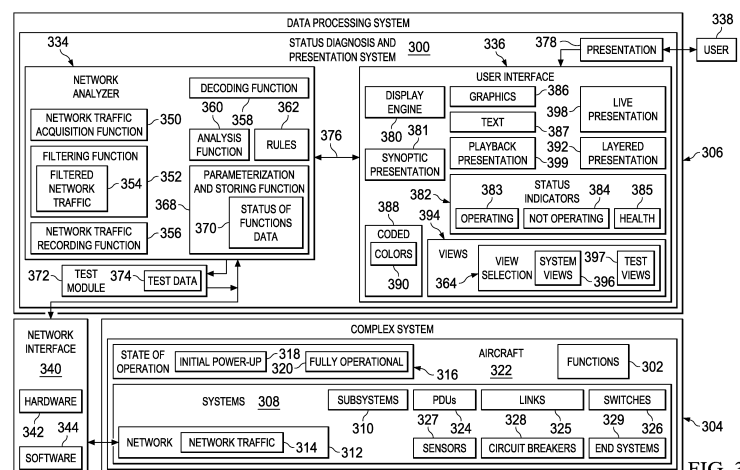 DATA PROCESSING SYSTEM
STATUS DIAGNOSIS AND
PRESENTATION SYSTEM 300
334
336
378
PRESENTATION
338
USER
NETWORK
ANALYZER
NETWORK TRAFFIC
ACQUISITION FUNCTION
350
DECODING FUNCTION
360
358
362
ANALYSIS
FUNCTION
RULES
FILTERING FUNCTION
FILTERED
NETWORK
TRAFFIC
354
352
PARAMETERIZATION
AND STORING FUNCTION
368
370
STATUS OF
FUNCTIONS
DATA
NETWORK TRAFFIC
RECORDING FUNCTION
356
376
USER INTERFACE
DISPLAY
ENGINE
380
381
SYNOPTIC
PRESENTATION
GRAPHICS
386
TEXT
387
PLAYBACK
PRESENTATION
399
398
LIVE
PRESENTATION
392
LAYERED
PRESENTATION
306
STATUS
INDICATORS
382
383
384
385
OPERATING
NOT OPERATING
HEALTH
388
CODED
COLORS
390
394
VIEWS
364
VIEW
SELECTION
SYSTEM
VIEWS
396
397
TEST
VIEWS
372
TEST
MODULE
374
TEST DATA
NETWORK
INTERFACE
340
HARDWARE
342
344
SOFTWARE
COMPLEX SYSTEM
STATE OF
OPERATION
INITIAL POWER-UP
318
320
FULLY OPERATIONAL
316
AIRCRAFT
322
FUNCTIONS
302
SYSTEMS 308
SUBSYSTEMS
310
PDUs
327
324
SENSORS
LINKS
328
325
CIRCUIT BREAKERS
SWITCHES
329
326
END SYSTEMS
304
NETWORK
NETWORK TRAFFIC
314
312